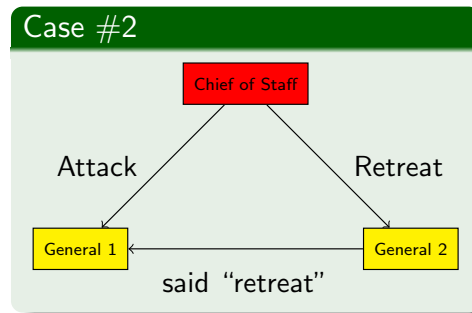 Case #2
Chief of Staff
Attack
Retreat
General 1
General 2
said “retreat”